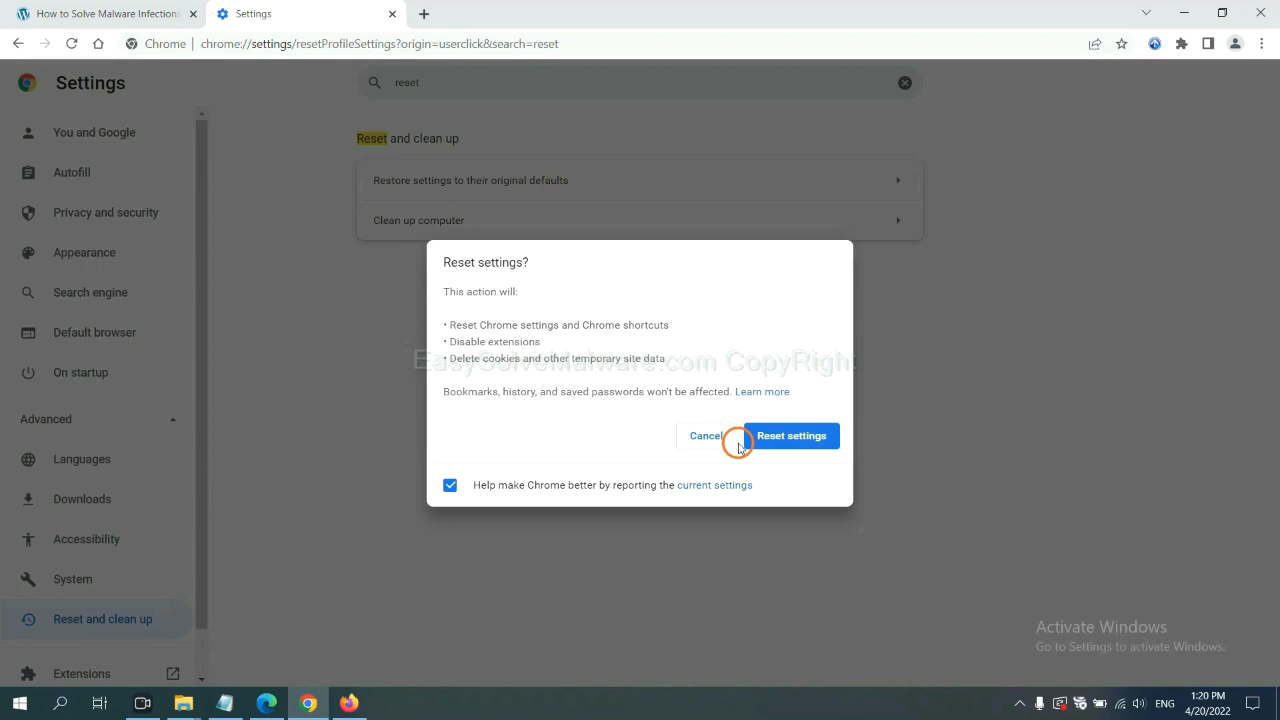 How to Solve Malware Infections
Settings
Chrome | chrome://settings/resetProfileSettings?origin=userclick&search=reset
Settings
reset
You and Google
Autofill
Privacy and security
Appearance
Search engine
Default browser
On startup
Advanced
Languages
Downloads
Accessibility
System
Reset and clean up
Extensions
Reset and clean up
Restore settings to their original defaults
Clean up computer
Reset settings?
This action will:
• Reset Chrome settings and Chrome shortcuts
• Disable extensions
• Delete cookies and other temporary site data
EasySolveMalware.com CopyRight
Bookmarks, history, and saved passwords won't be affected. Learn more
Cancel
Reset settings
Help make Chrome better by reporting the current settings
Activate Windows
Go to Settings to activate Windows.
ENG
1:20 PM
4/20/2022